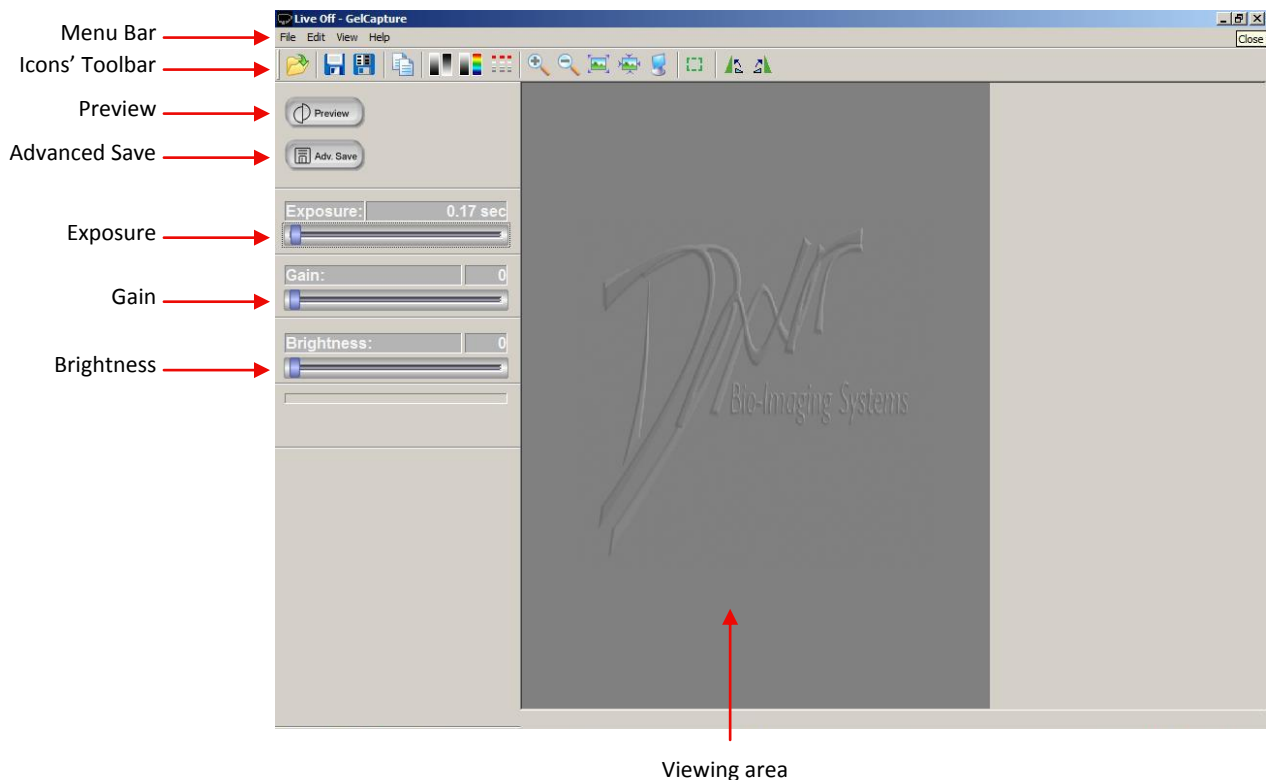 Live Off - GelCapture
Menu Bar
File Edit View Help
Close
Icons' Toolbar
Preview
Preview
Advanced Save
Adv. Save
Exposure: 0.17 sec
Exposure
Gain: 0
Gain
Brightness: 0
Brightness
DNR
Bio-Imaging Systems
Viewing area